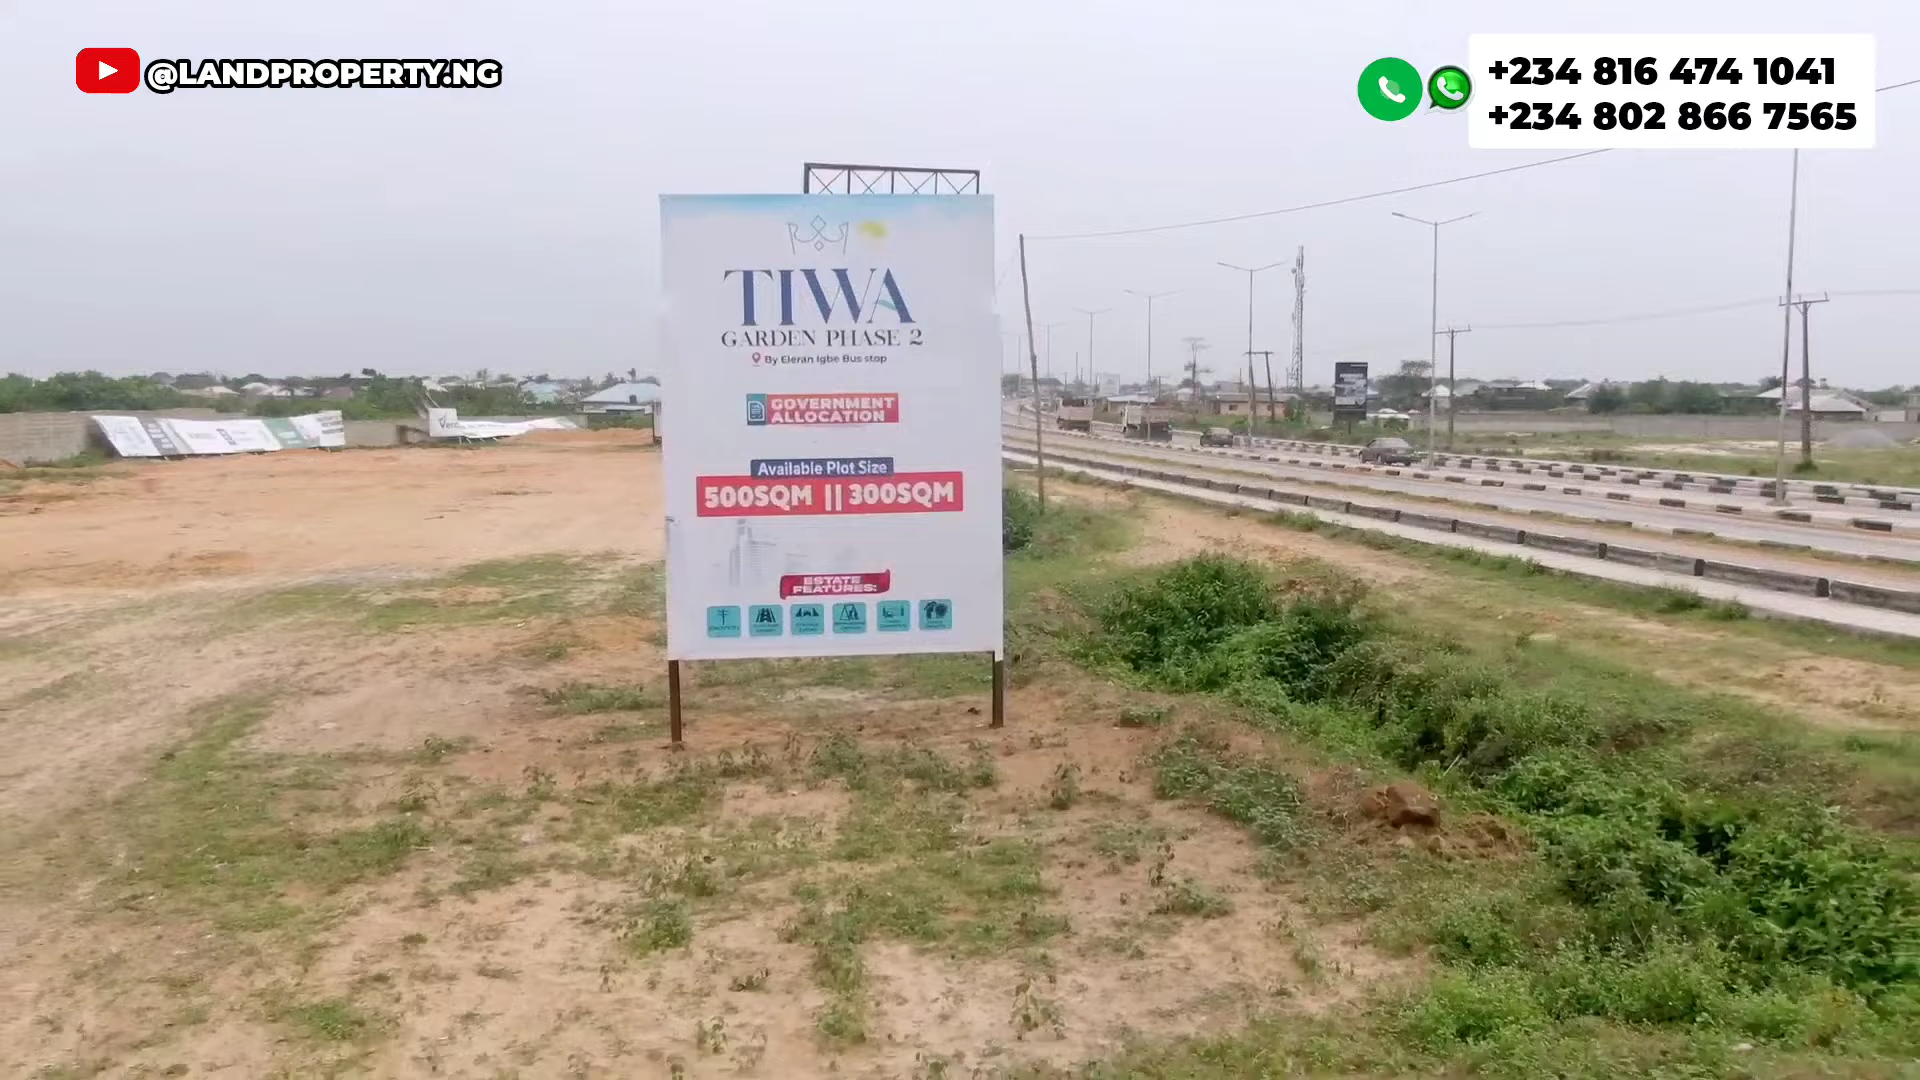 @LANDPROPERTY.NG
+234 816 474 1041
+234 802 866 7565
TIWA
GARDEN PHASE 2
By Eleran Igbe Bus stop
GOVERNMENT
ALLOCATION
Available Plot Size
500SQM || 300SQM
ESTATE
FEATURES: